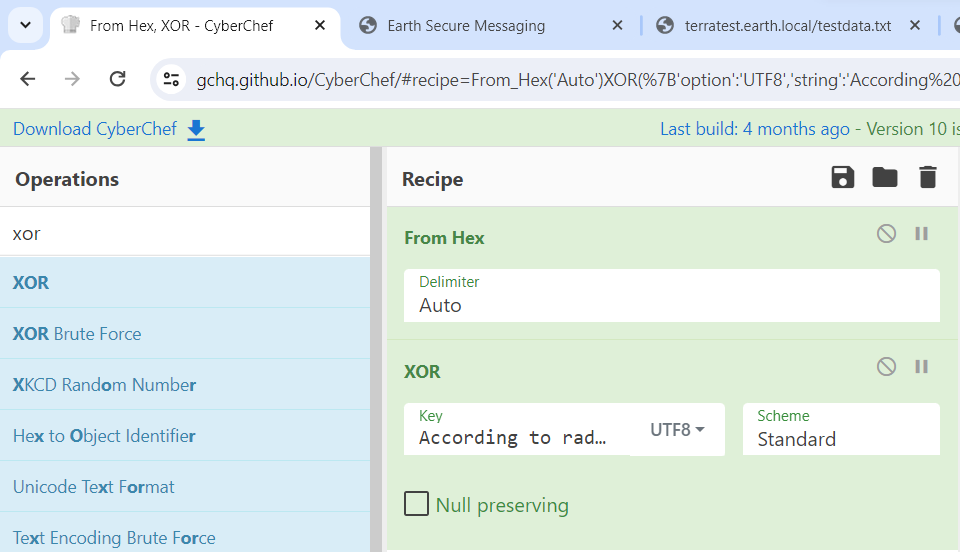 From Hex, XOR - CyberChef
Earth Secure Messaging
terratest.earth.local/testdata.txt
gchq.github.io/CyberChef/#recipe=From_Hex('Auto')XOR(%7B'option':'UTF8','string':'According%20
Download CyberChef
Last build: 4 months ago - Version 10 is
Operations
Recipe
xor
From Hex
XOR
Delimiter
Auto
XOR Brute Force
XKCD Random Number
XOR
Hex to Object Identifier
Key
According to rad…
UTF8
Scheme
Standard
Unicode Text Format
Null preserving
Text Encoding Brute Force